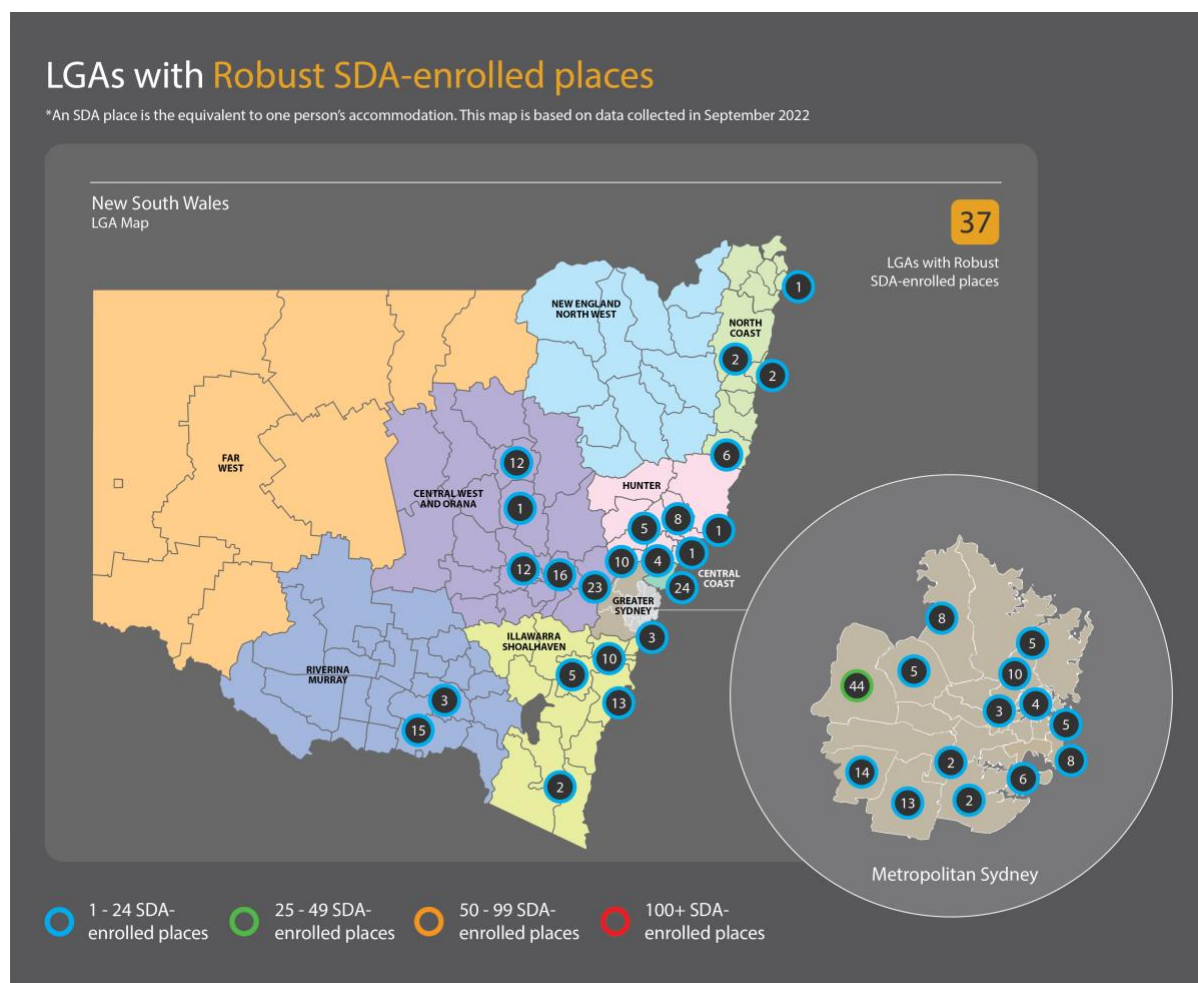 LGAs with Robust SDA-enrolled places
*An SDA place is the equivalent to one person's accommodation. This map is based on data collected in September 2022
New South Wales
LGA Map
37
LGAs with Robust
SDA-enrolled places
NEW ENGLAND
NORTH WEST
NORTH
COAST
1
2
2
FAR
WEST
CENTRAL WEST
AND ORANA
HUNTER
12
6
1
5
8
1
12
16
23
10
4
1
CENTRAL
COAST
24
GREATER
SYDNEY
3
ILLAWARRA
SHOALHAVEN
10
5
13
RIVERINA
MURRAY
3
15
2
8
5
5
10
44
3
4
5
2
8
14
6
13
2
Metropolitan Sydney
1 - 24 SDA-
enrolled places
25 - 49 SDA-
enrolled places
50 - 99 SDA-
enrolled places
100+ SDA-
enrolled places